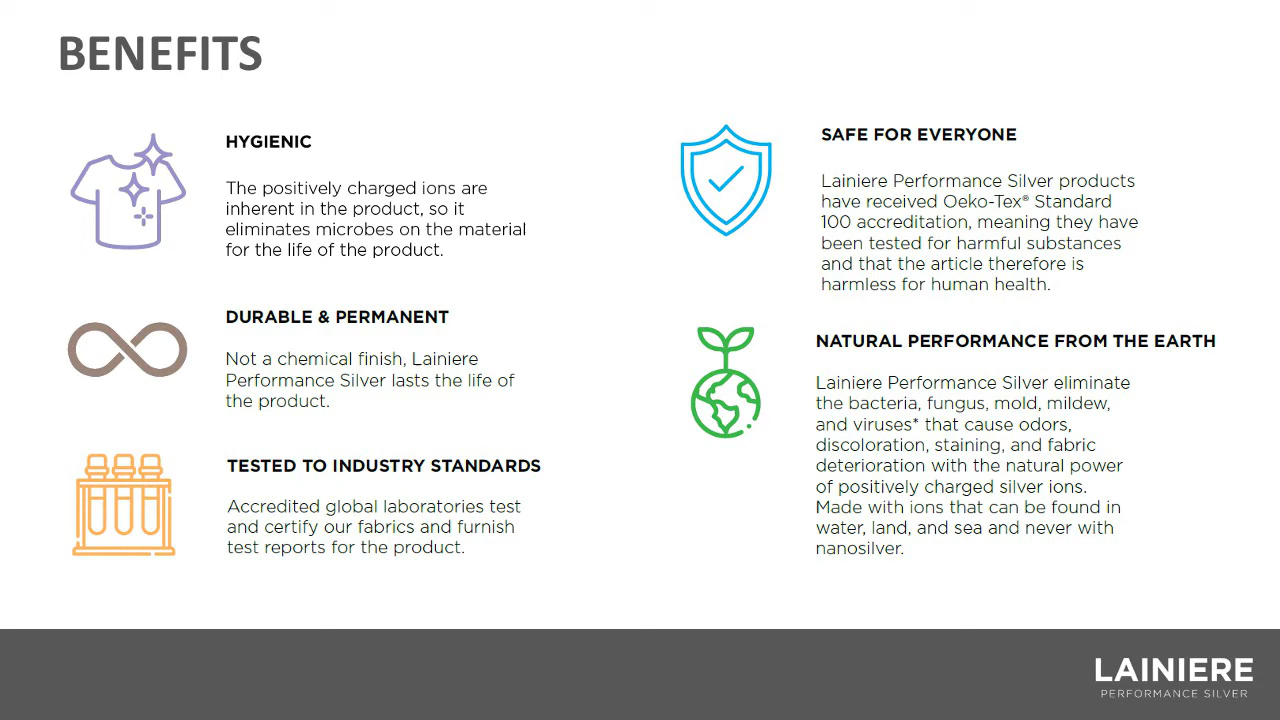 BENEFITS
HYGIENIC
The positively charged ions are
inherent in the product, so it
eliminates microbes on the material
for the life of the product.
DURABLE & PERMANENT
Not a chemical finish, Lainiere
Performance Silver lasts the life of
the product.
TESTED TO INDUSTRY STANDARDS
Accredited global laboratories test
and certify our fabrics and furnish
test reports for the product.
SAFE FOR EVERYONE
Lainiere Performance Silver products
have received Oeko-Tex® Standard
100 accreditation, meaning they have
been tested for harmful substances
and that the article therefore is
harmless for human health.
NATURAL PERFORMANCE FROM THE EARTH
Lainiere Performance Silver eliminate
the bacteria, fungus, mold, mildew,
and viruses* that cause odors,
discoloration, staining, and fabric
deterioration with the natural power
of positively charged silver ions.
Made with ions that can be found in
water, land, and sea and never with
nanosilver.
LAINIERE
PERFORMANCE SILVER